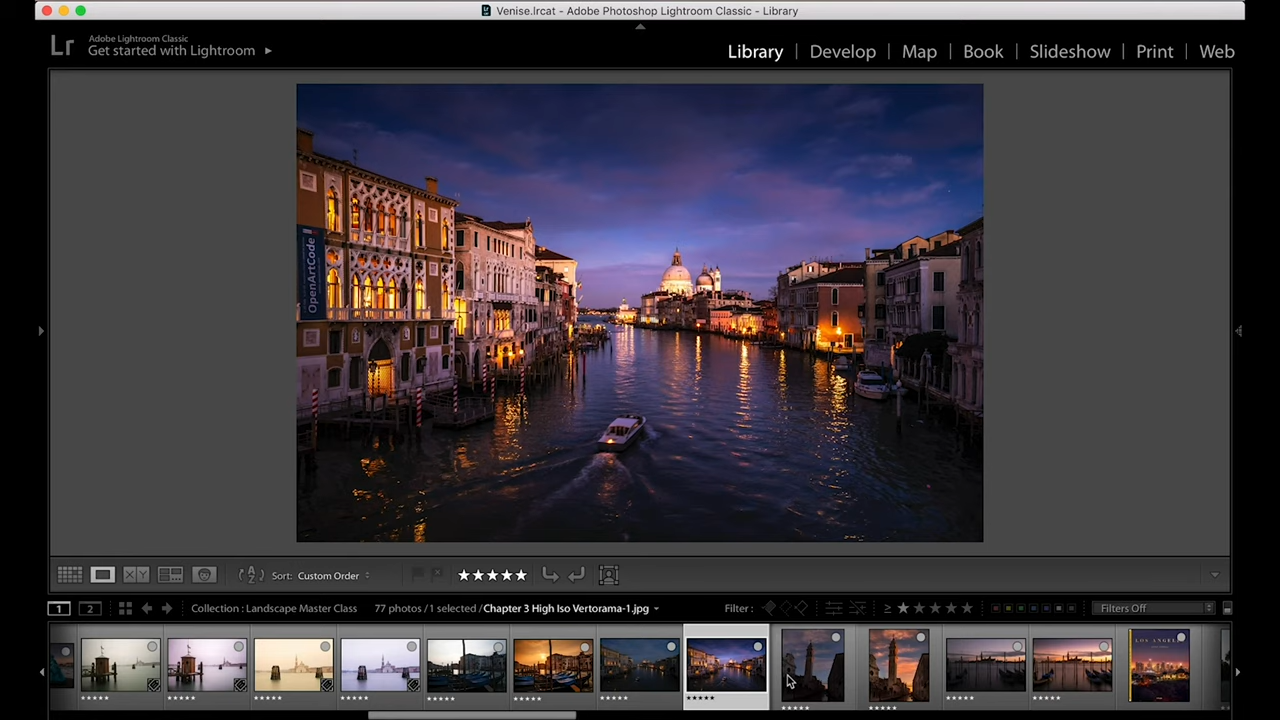 Venise.lrcat - Adobe Photoshop Lightroom Classic - Library
Lr
Adobe Lightroom Classic
Get started with Lightroom
Library | Develop | Map | Book | Slideshow | Print | Web
OpenArtCode
XY
AZ
Sort: Custom Order
1
2
Collection : Landscape Master Class
77 photos / 1 selected / Chapter 3 High Iso Vertorama-1.jpg
Filter :
≥
Filters Off
LOS ANGELES